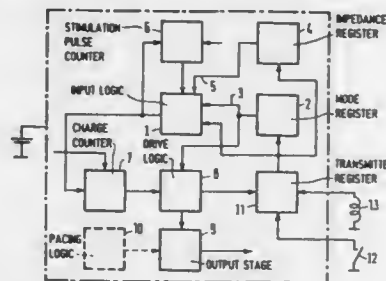 STIMULATION
PULSE
COUNTER
6
4
IMPEDANCE
REGISTER
5
3
INPUT LOGIC
1
2
MODE
REGISTER
CHARGE
COUNTER
DRIVE
LOGIC
7
8
TRANSMITTE
REGISTER
11
13
PACING
LOGIC
10
9
OUTPUT STAGE
12